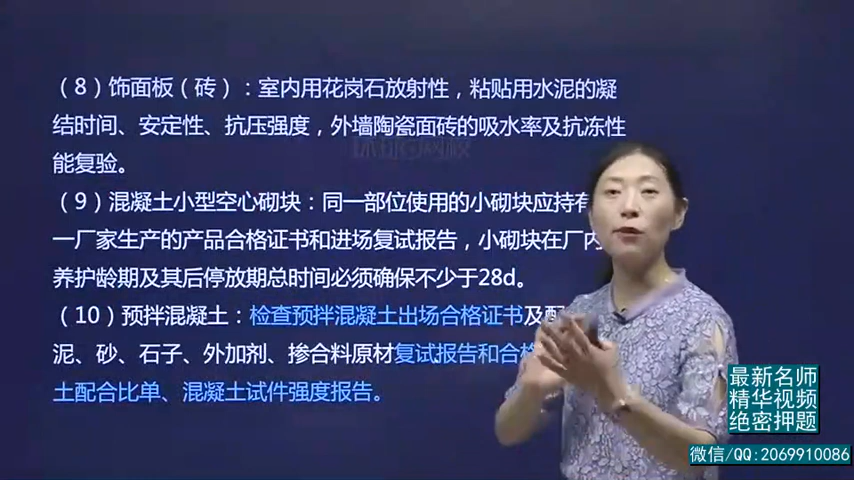 （8）饰面板（砖）：室内用花岗石放射性，粘贴用水泥的凝
结时间、安定性、抗压强度，外墙陶瓷面砖的吸水率及抗冻性
能复验。
（9）混凝土小型空心砌块：同一部位使用的小砌块应持有
一厂家生产的产品合格证书和进场复试报告，小砌块在厂内
养护龄期及其后停放期总时间必须确保不少于28d。
（10）预拌混凝土：检查预拌混凝土出场合格证书及配
泥、砂、石子、外加剂、掺合料原材复试报告和合格
土配合比单、混凝土试件强度报告。
最新名师
精华视频
绝密押题
微信/QQ:2069910086